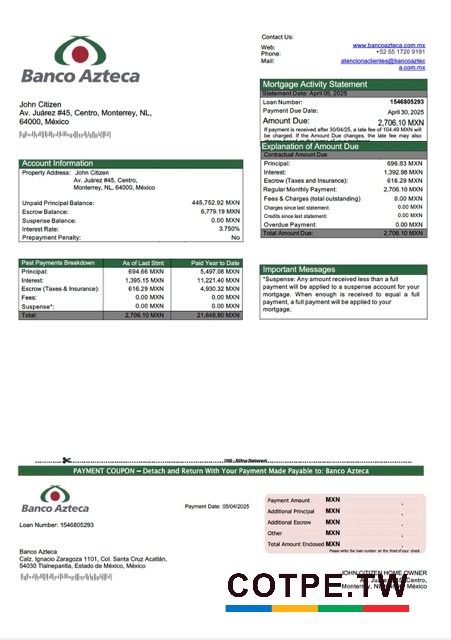 Contact Us:
Web: www.bancoazteca.com.mx
Phone: +52 55 1720 9191
Mail: atencionaclientes@bancoaztec
a.com.mx
Banco Azteca
John Citizen
Av. Juárez #45, Centro, Monterrey, NL,
64000, México
Mortgage Activity Statement
Statement Date: April 05, 2025
Loan Number: 1546805293
Payment Due Date: April 30, 2025
Amount Due: 2,706.10 MXN
If payment is received after 30/04/25, a late fee of 104.49 MXN will
be charged. If the Amount Due changes, the late fee may also
Explanation of Amount Due
Contractual Amount Due
Principal: 696.83 MXN
Interest: 1,392.98 MXN
Escrow (Taxes and Insurance): 616.29 MXN
Regular Monthly Payment: 2,706.10 MXN
Fees & Charges (total outstanding) 0.00 MXN
Charges since last statement: 0.00 MXN
Credits since last statement: 0.00 MXN
Overdue Payment: 0.00 MXN
Total Amount Due: 2,706.10 MXN
Account Information
Property Address: John Citizen
Av. Juárez #45, Centro,
Monterrey, NL, 64000, México
Unpaid Principal Balance: 445,752.92 MXN
Escrow Balance: 6,779.19 MXN
Suspense Balance: 0.00 MXN
Interest Rate: 3.750%
Prepayment Penalty: No
Past Payments Breakdown As of Last Stmt Paid Year to Date
Principal: 694.66 MXN 5,497.08 MXN
Interest: 1,395.15 MXN 11,221.40 MXN
Escrow (Taxes & Insurance): 616.29 MXN 4,930.32 MXN
Fees: 0.00 MXN 0.00 MXN
Suspense*: 0.00 MXN 0.00 MXN
Total: 2,706.10 MXN 21,648.80 MXN
Important Messages
*Suspense: Any amount received less than a full
payment will be applied to a suspense account for your
mortgage. When enough is received to equal a full
payment, a full payment will be applied to your
mortgage.
PAYMENT COUPON – Detach and Return With Your Payment Made Payable to: Banco Azteca
Banco Azteca
Payment Date: 05/04/2025
Loan Number: 1546805293
Banco Azteca
Calz. Ignacio Zaragoza 1101, Col. Santa Cruz Acatlán,
54030 Tlalnepantla, Estado de México, México
Payment Amount MXN .
Additional Principal MXN .
Additional Escrow MXN .
Other MXN .
Total Amount Enclosed MXN .
Please write the loan number on the front of your check
JOHN CITIZEN HOME OWNER
COTPE.TW